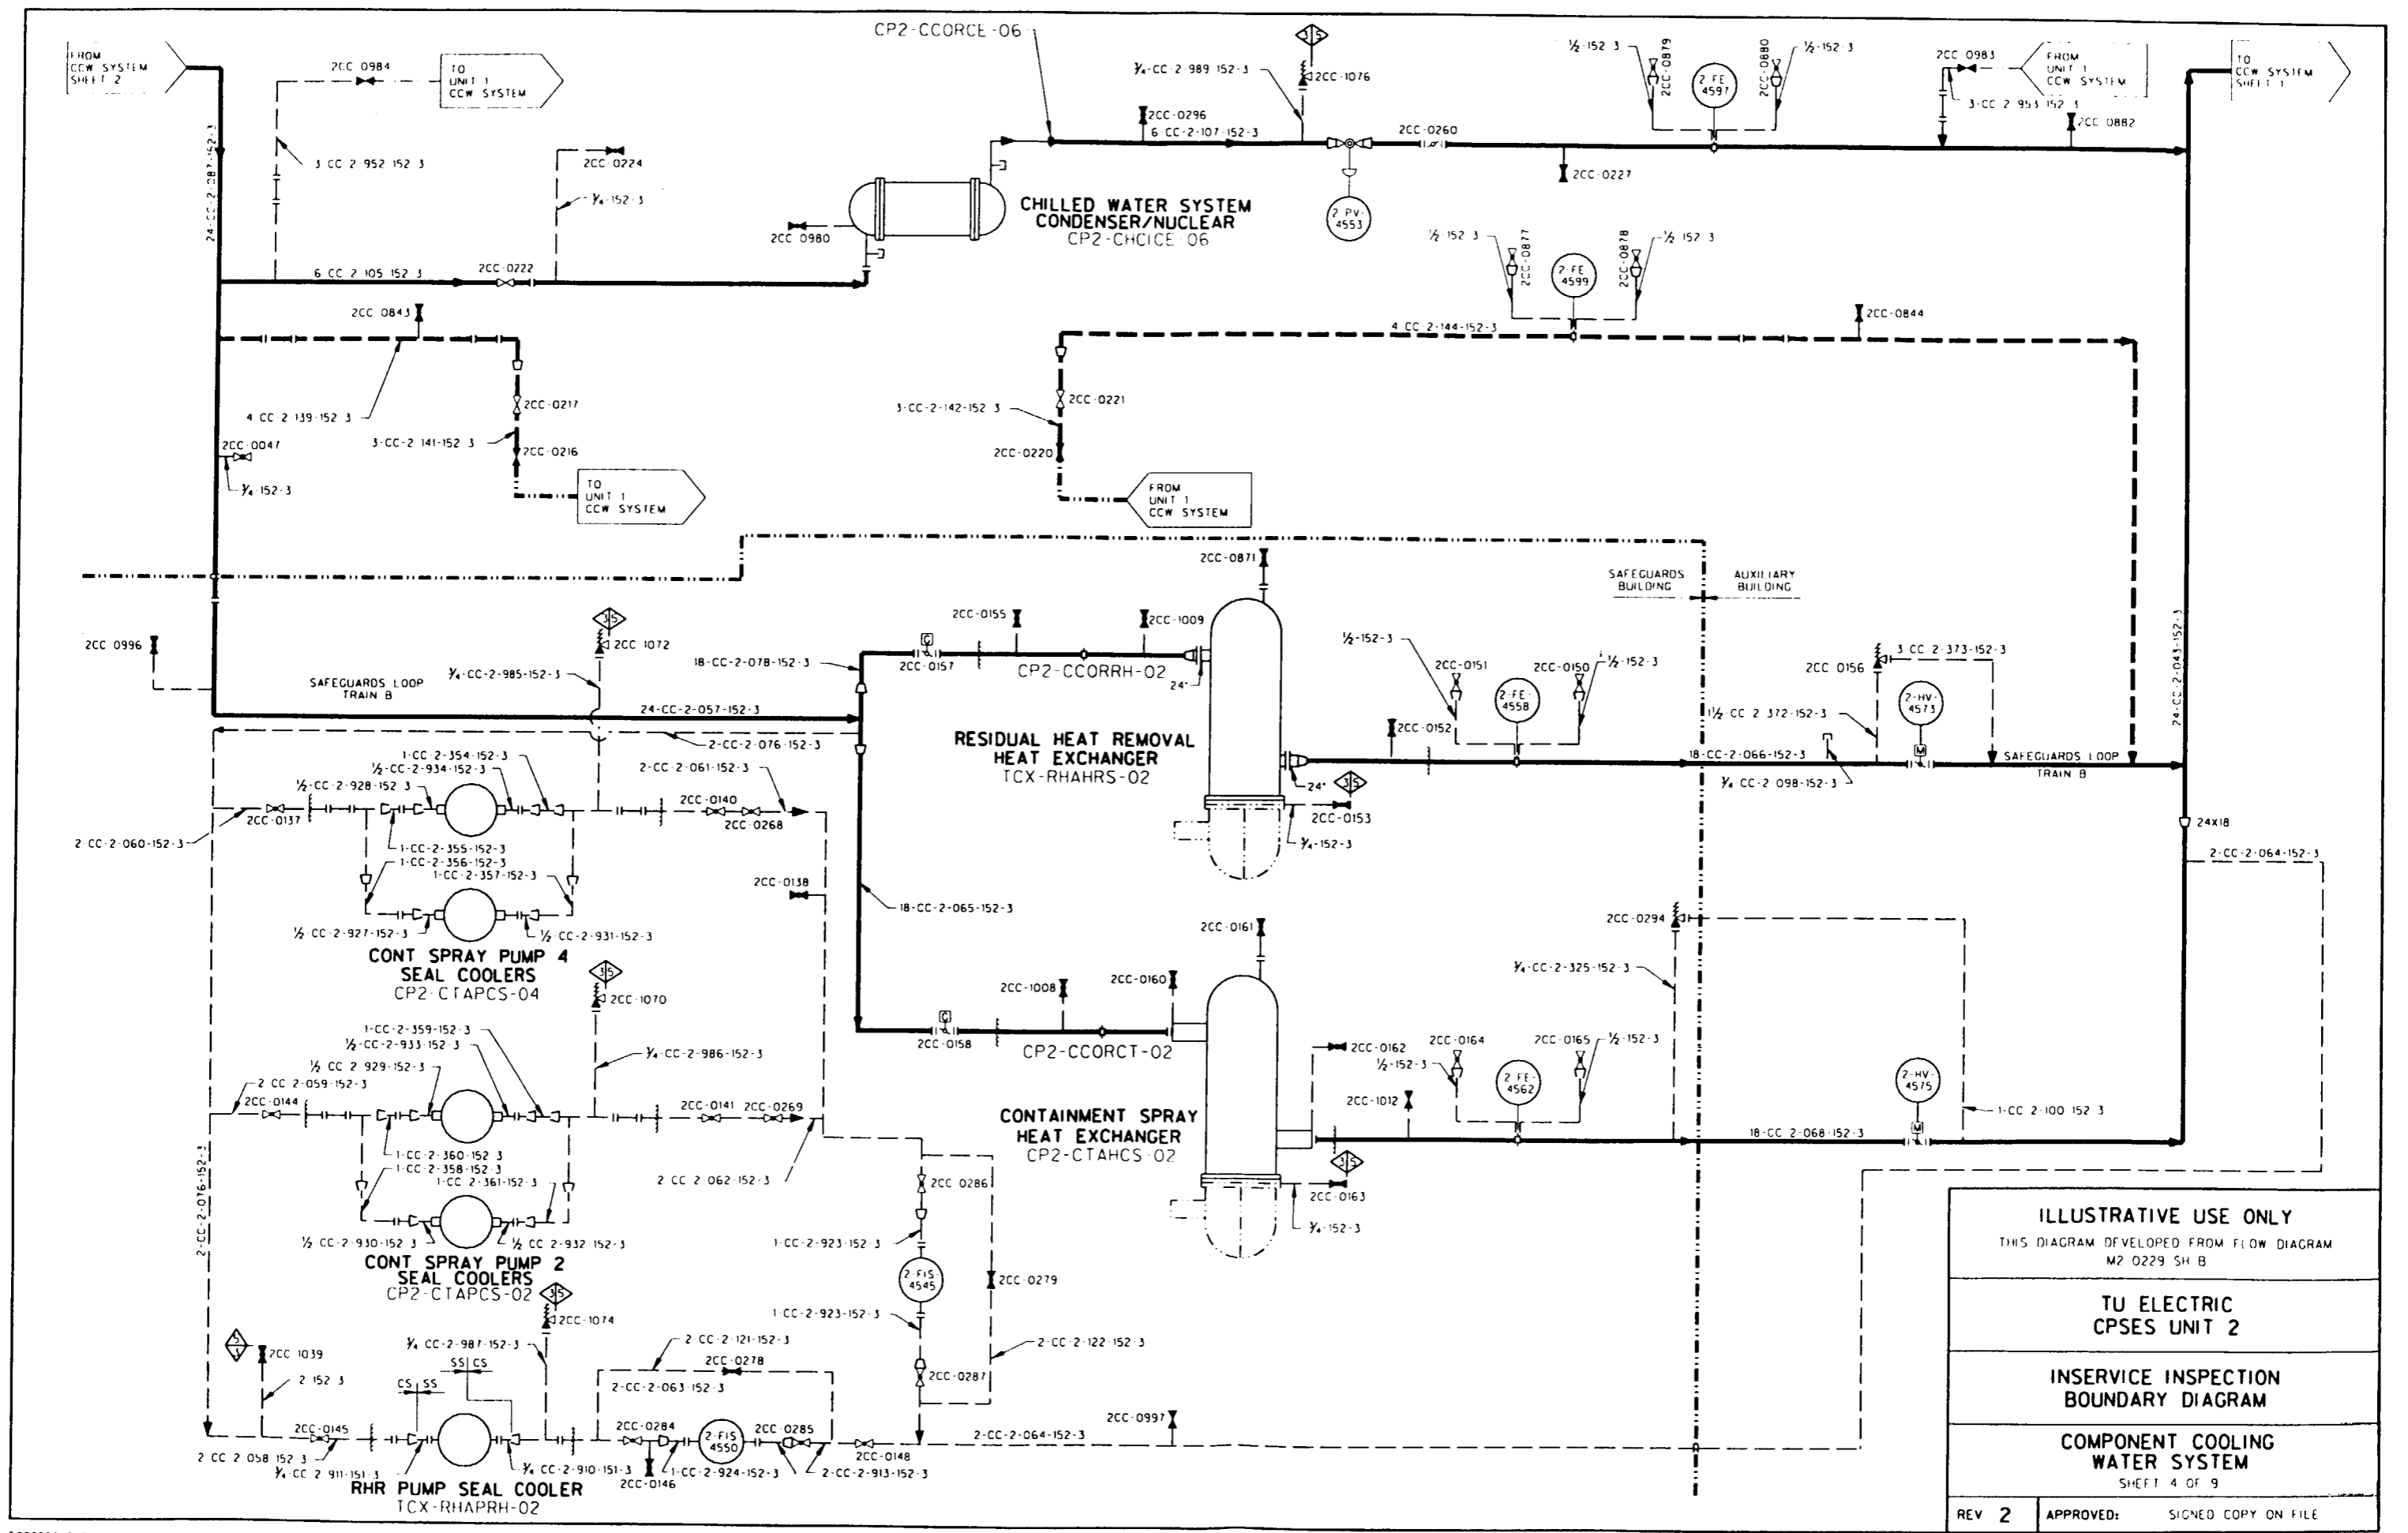 FROM
CCW SYSTEM
SHEET 2
2CC-0984
TO
UNIT 1
CCW SYSTEM
CP2-CCORCE-06
3/5
¾-CC-2-989-152-3
2CC-1076
½-152-3
2CC-0879
2-FE-
4597
2CC-0880
½-152-3
2CC-0983
FROM
UNIT 1
CCW SYSTEM
TO
CCW SYSTEM
SHEET 1
3-CC-2-953-152-3
24-CC-2-087-152-3
3-CC-2-952-152-3
2CC-0224
¾-152-3
2CC-0296
6-CC-2-107-152-3
2CC-0260
2CC-0227
2CC-0882
CHILLED WATER SYSTEM
CONDENSER/NUCLEAR
CP2-CHCICE-06
2-PV-
4553
2CC-0980
6-CC-2-105-152-3
2CC-0222
½-152-3
2CC-0877
2-FE-
4599
2CC-0878
½-152-3
2CC-0843
4-CC-2-144-152-3
2CC-0844
4-CC-2-139-152-3
2CC-0217
3-CC-2-141-152-3
2CC-0216
2CC-0047
¾-152-3
TO
UNIT 1
CCW SYSTEM
2CC-0221
3-CC-2-142-152-3
2CC-0220
FROM
UNIT 1
CCW SYSTEM
SAFEGUARDS
BUILDING
AUXILIARY
BUILDING
2CC-0871
24-CC-2-043-152-3
2CC-0996
3/5
2CC-1072
¾-CC-2-985-152-3
SAFEGUARDS LOOP
TRAIN B
24-CC-2-057-152-3
18-CC-2-078-152-3
2CC-0157
G
2CC-0155
2CC-1009
CP2-CCORRH-02
24"
RESIDUAL HEAT REMOVAL
HEAT EXCHANGER
TCX-RHAHRS-02
24"
3/5
2CC-0153
¾-152-3
2CC-0152
½-152-3
2CC-0151
2-FE-
4558
2CC-0150
½-152-3
2CC-0156
3-CC-2-373-152-3
1½-CC-2-372-152-3
2-HV-
4573
M
18-CC-2-066-152-3
¾-CC-2-098-152-3
SAFEGUARDS LOOP
TRAIN B
24X18
2-CC-2-064-152-3
2-CC-2-076-152-3
1-CC-2-354-152-3
½-CC-2-934-152-3
½-CC-2-928-152-3
2-CC-2-061-152-3
2CC-0140
2CC-0268
2CC-0137
2-CC-2-060-152-3
1-CC-2-355-152-3
1-CC-2-356-152-3
1-CC-2-357-152-3
½-CC-2-927-152-3
½-CC-2-931-152-3
CONT SPRAY PUMP 4
SEAL COOLERS
CP2-CTAPCS-04
2CC-0138
18-CC-2-065-152-3
3/5
2CC-1070
¾-CC-2-986-152-3
1-CC-2-359-152-3
½-CC-2-933-152-3
½-CC-2-929-152-3
2-CC-2-059-152-3
2CC-0144
2CC-0141
2CC-0269
1-CC-2-360-152-3
1-CC-2-358-152-3
1-CC-2-361-152-3
½-CC-2-930-152-3
½-CC-2-932-152-3
2-CC-2-062-152-3
CONT SPRAY PUMP 2
SEAL COOLERS
CP2-CTAPCS-02
2-CC-2-076-152-3
G
2CC-0158
2CC-1008
2CC-0160
2CC-0161
CP2-CCORCT-02
CONTAINMENT SPRAY
HEAT EXCHANGER
CP2-CTAHCS-02
2CC-0162
3/5
2CC-0163
¾-152-3
2CC-1012
½-152-3
2CC-0164
2-FE-
4562
2CC-0165
½-152-3
2CC-0294
¾-CC-2-325-152-3
2-HV-
4575
M
18-CC-2-068-152-3
1-CC-2-100-152-3
2CC-0286
1-CC-2-923-152-3
2-FIS-
4545
2CC-0279
1-CC-2-923-152-3
2-CC-2-122-152-3
2CC-0287
3/5
2CC-1074
¾-CC-2-987-152-3
2-CC-2-121-152-3
2CC-0278
2-CC-2-063-152-3
2CC-1039
2-152-3
CS SS
SS CS
2CC-0145
2-CC-2-058-152-3
¾-CC-2-911-151-3
¾-CC-2-910-151-3
2CC-0284
2-FIS-
4550
2CC-0285
2CC-0146
1-CC-2-924-152-3
2-CC-2-913-152-3
2CC-0148
2-CC-2-064-152-3
2CC-0997
RHR PUMP SEAL COOLER
TCX-RHAPRH-02
ILLUSTRATIVE USE ONLY
THIS DIAGRAM DEVELOPED FROM FLOW DIAGRAM
M2-0229 SH B
TU ELECTRIC
CPSES UNIT 2
INSERVICE INSPECTION
BOUNDARY DIAGRAM
COMPONENT COOLING
WATER SYSTEM
SHEET 4 OF 9
REV 2
APPROVED: SIGNED COPY ON FILE